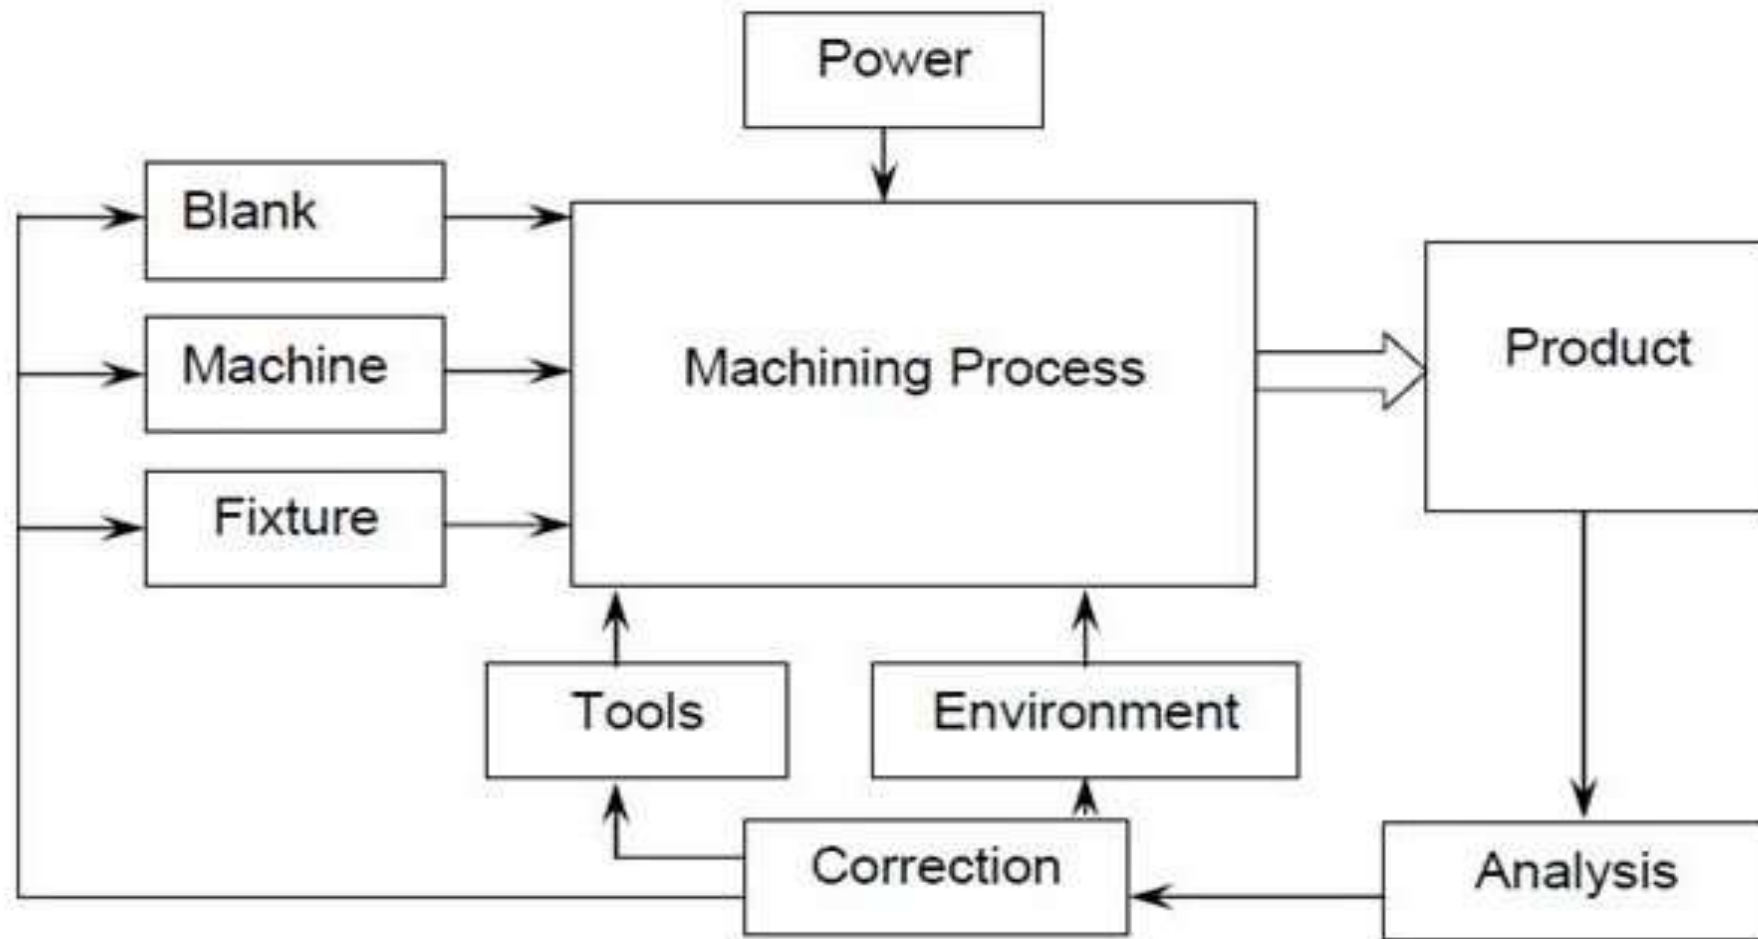 Power
Blank
Machine
Fixture
Machining Process
Product
Tools
Environment
Correction
Analysis